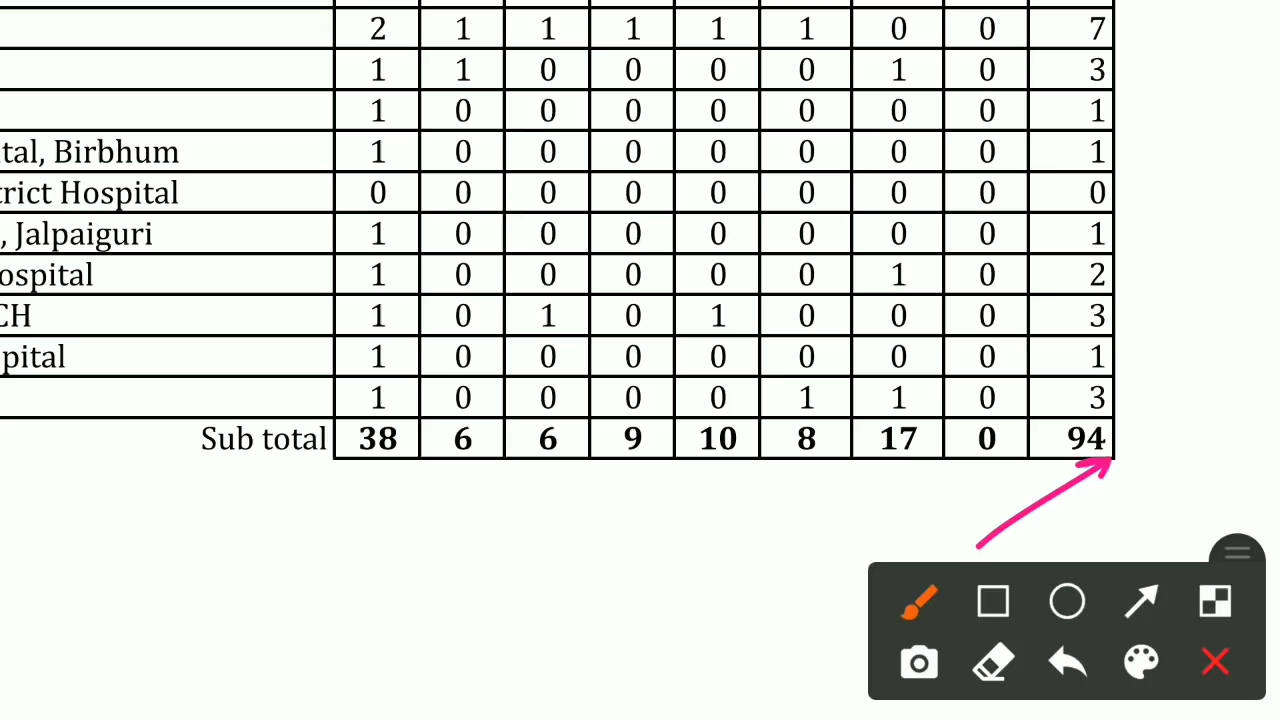 2 1 1 1 1 1 0 0 7
1 1 0 0 0 0 1 0 3
1 0 0 0 0 0 0 0 1
tal, Birbhum 1 0 0 0 0 0 0 0 1
trict Hospital 0 0 0 0 0 0 0 0 0
, Jalpaiguri 1 0 0 0 0 0 0 0 1
ospital 1 0 0 0 0 0 1 0 2
CH 1 0 1 0 1 0 0 0 3
pital 1 0 0 0 0 0 0 0 1
1 0 0 0 0 1 1 0 3
Sub total 38 6 6 9 10 8 17 0 94